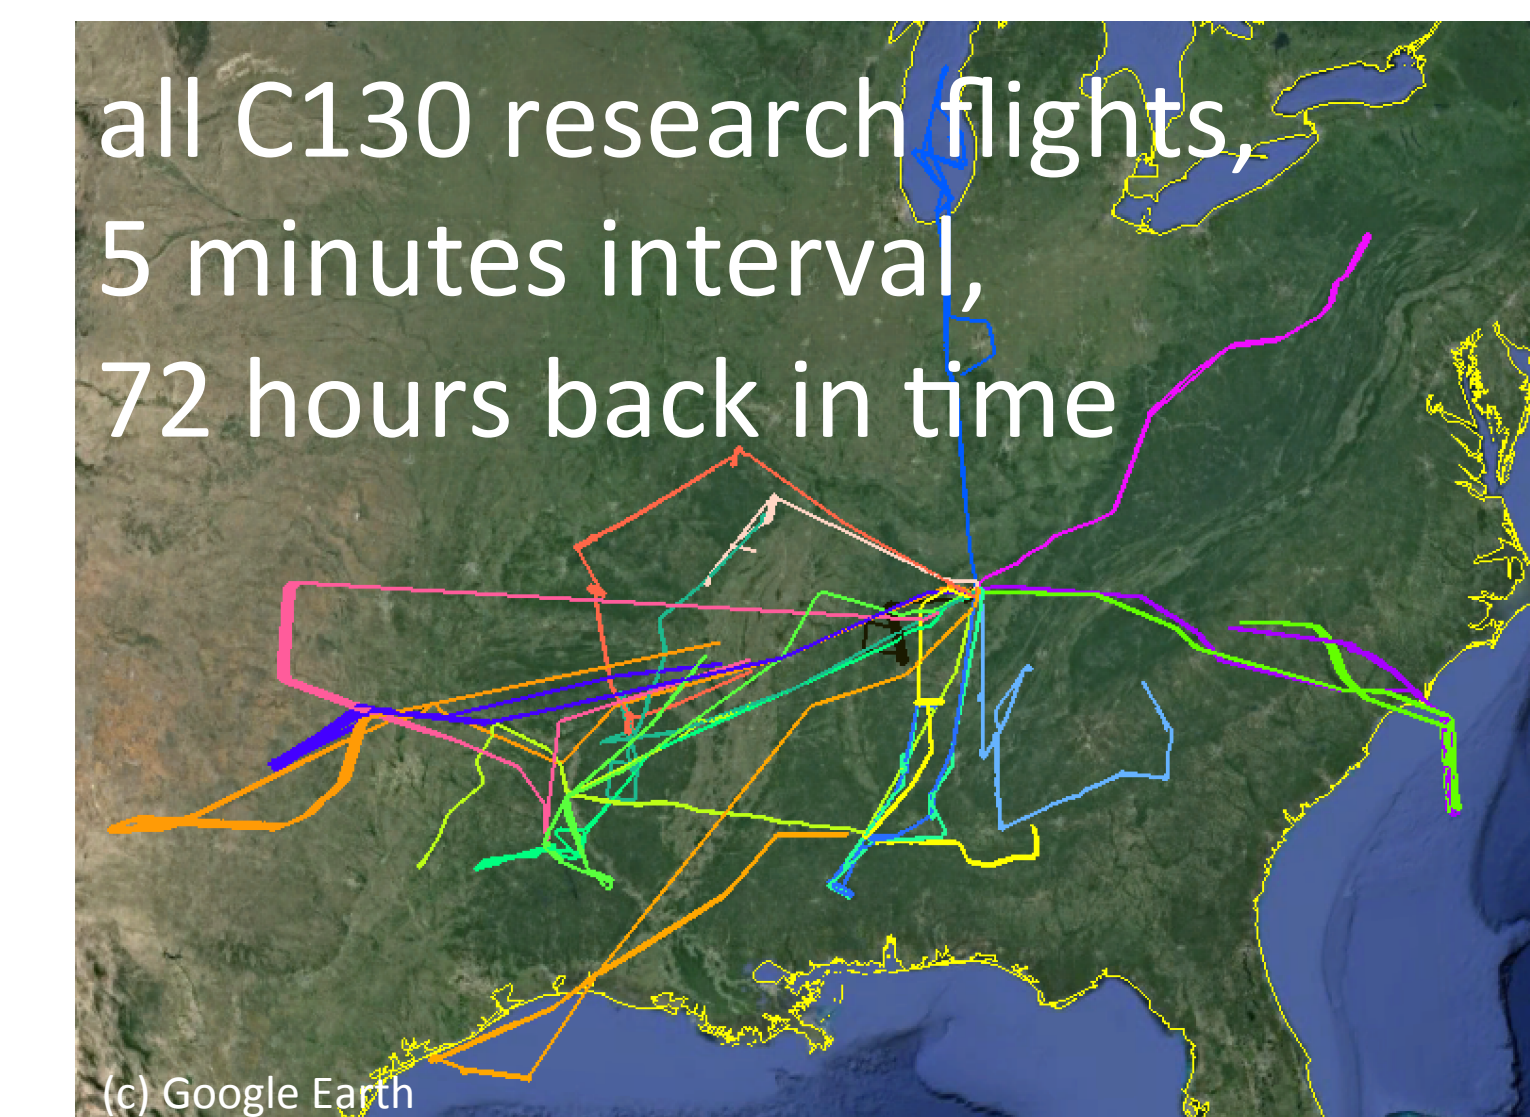 all C130 research flights,
5 minutes interval,
72 hours back in time
(c) Google Earth